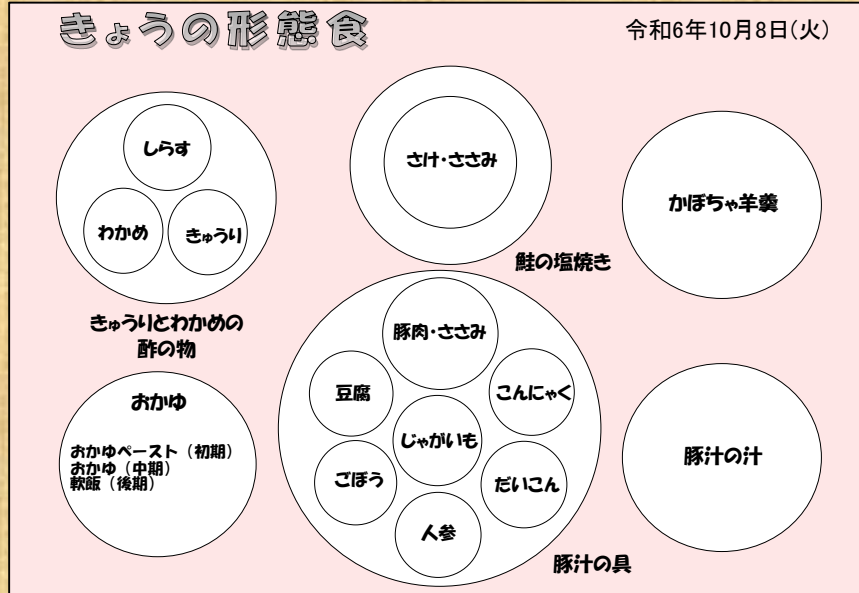 きょうの形態食
令和6年10月8日(火)
しらす
わかめ
きゅうり
きゅうりとわかめの
酢の物
さけ・ささみ
鮭の塩焼き
かぼちゃ羊羹
おかゆ
おかゆペースト（初期）
おかゆ（中期）
軟飯（後期）
豚肉・ささみ
豆腐
こんにゃく
じゃがいも
ごぼう
だいこん
人参
豚汁の具
豚汁の汁